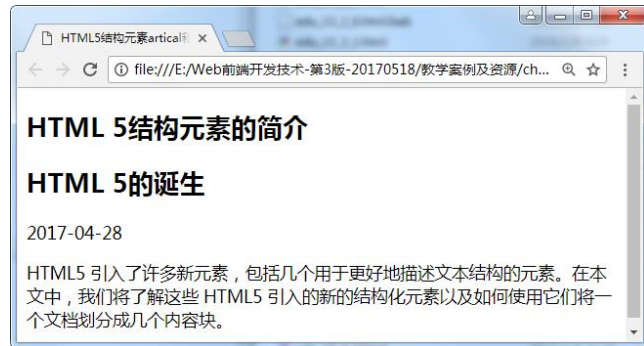 HTML5结构元素artical和
file:///E:/Web前端开发技术-第3版-20170518/教学案例及资源/ch...
HTML 5结构元素的简介
HTML 5的诞生
2017-04-28
HTML5 引入了许多新元素，包括几个用于更好地描述文本结构的元素。在本
文中，我们将了解这些 HTML5 引入的新的结构化元素以及如何使用它们将一
个文档划分成几个内容块。